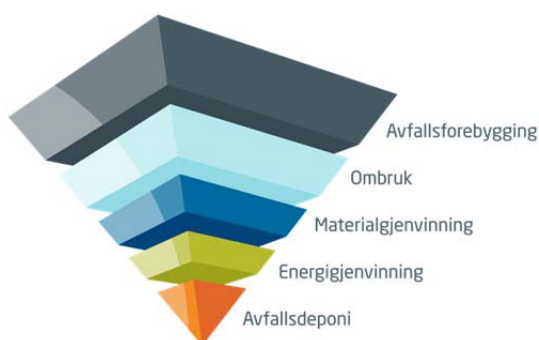 Avfallsforebygging
Ombruk
Materialgjenvinning
Energigjenvinning
Avfallsdeponi